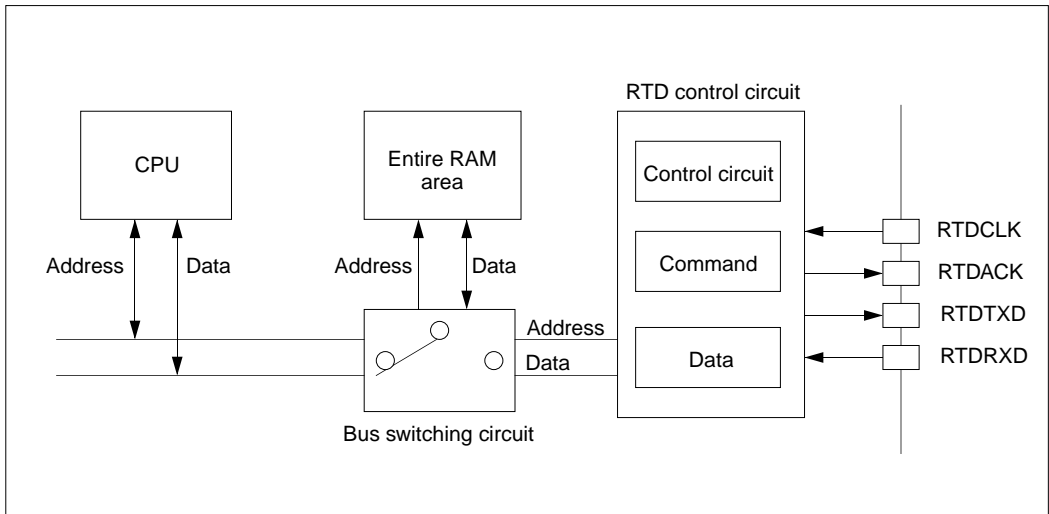 RTD control circuit
CPU
Entire RAM
area
Control circuit
RTDCLK
Address
Data
Address
Data
Command
RTDACK
RTDTXD
Address
Data
Data
RTDRXD
Bus switching circuit